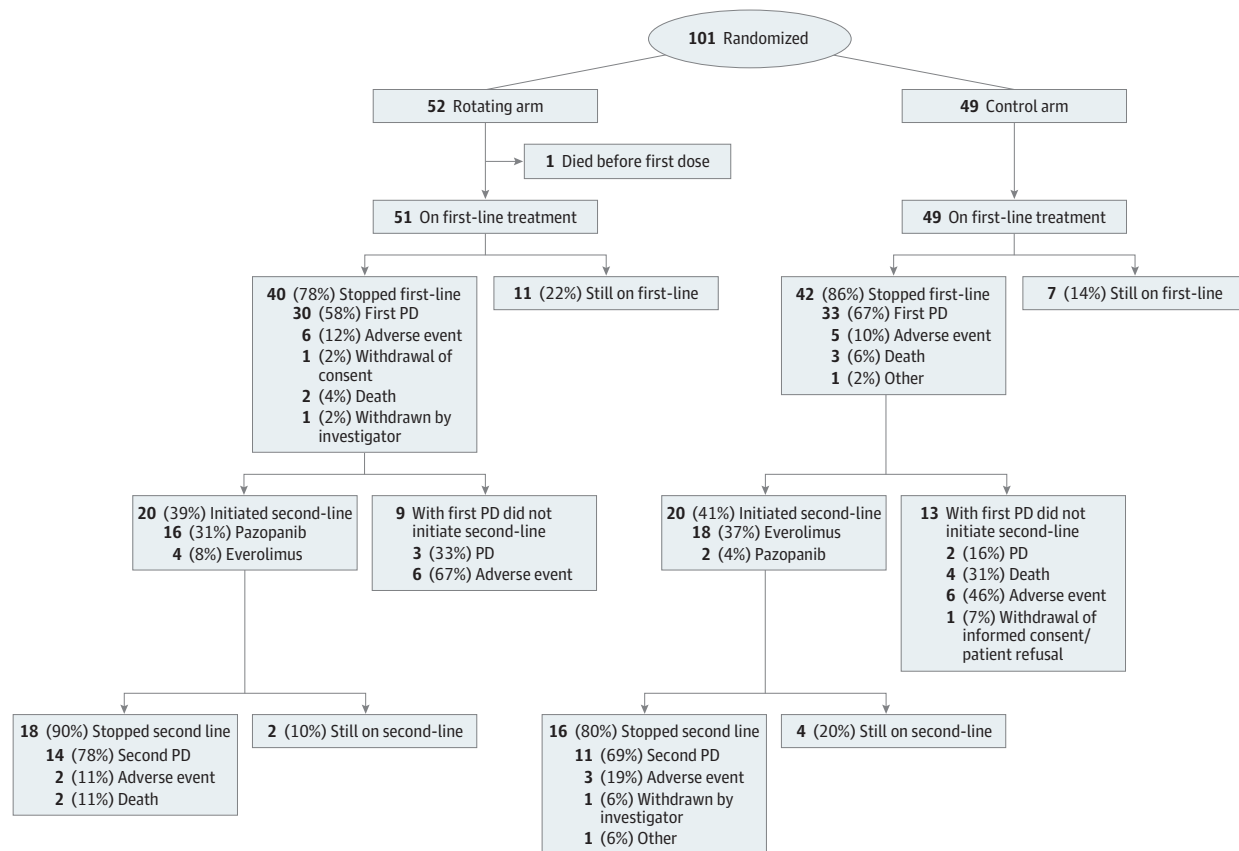 101 Randomized
52 Rotating arm
49 Control arm
1 Died before first dose
51 On first-line treatment
49 On first-line treatment
40 (78%) Stopped first-line
30 (58%) First PD
6 (12%) Adverse event
1 (2%) Withdrawal of
consent
2 (4%) Death
1 (2%) Withdrawn by
investigator
11 (22%) Still on first-line
42 (86%) Stopped first-line
33 (67%) First PD
5 (10%) Adverse event
3 (6%) Death
1 (2%) Other
7 (14%) Still on first-line
20 (39%) Initiated second-line
16 (31%) Pazopanib
4 (8%) Everolimus
9 With first PD did not
initiate second-line
3 (33%) PD
6 (67%) Adverse event
20 (41%) Initiated second-line
18 (37%) Everolimus
2 (4%) Pazopanib
13 With first PD did not
initiate second-line
2 (16%) PD
4 (31%) Death
6 (46%) Adverse event
1 (7%) Withdrawal of
informed consent/
patient refusal
18 (90%) Stopped second line
14 (78%) Second PD
2 (11%) Adverse event
2 (11%) Death
2 (10%) Still on second-line
16 (80%) Stopped second line
11 (69%) Second PD
3 (19%) Adverse event
1 (6%) Withdrawn by
investigator
1 (6%) Other
4 (20%) Still on second-line